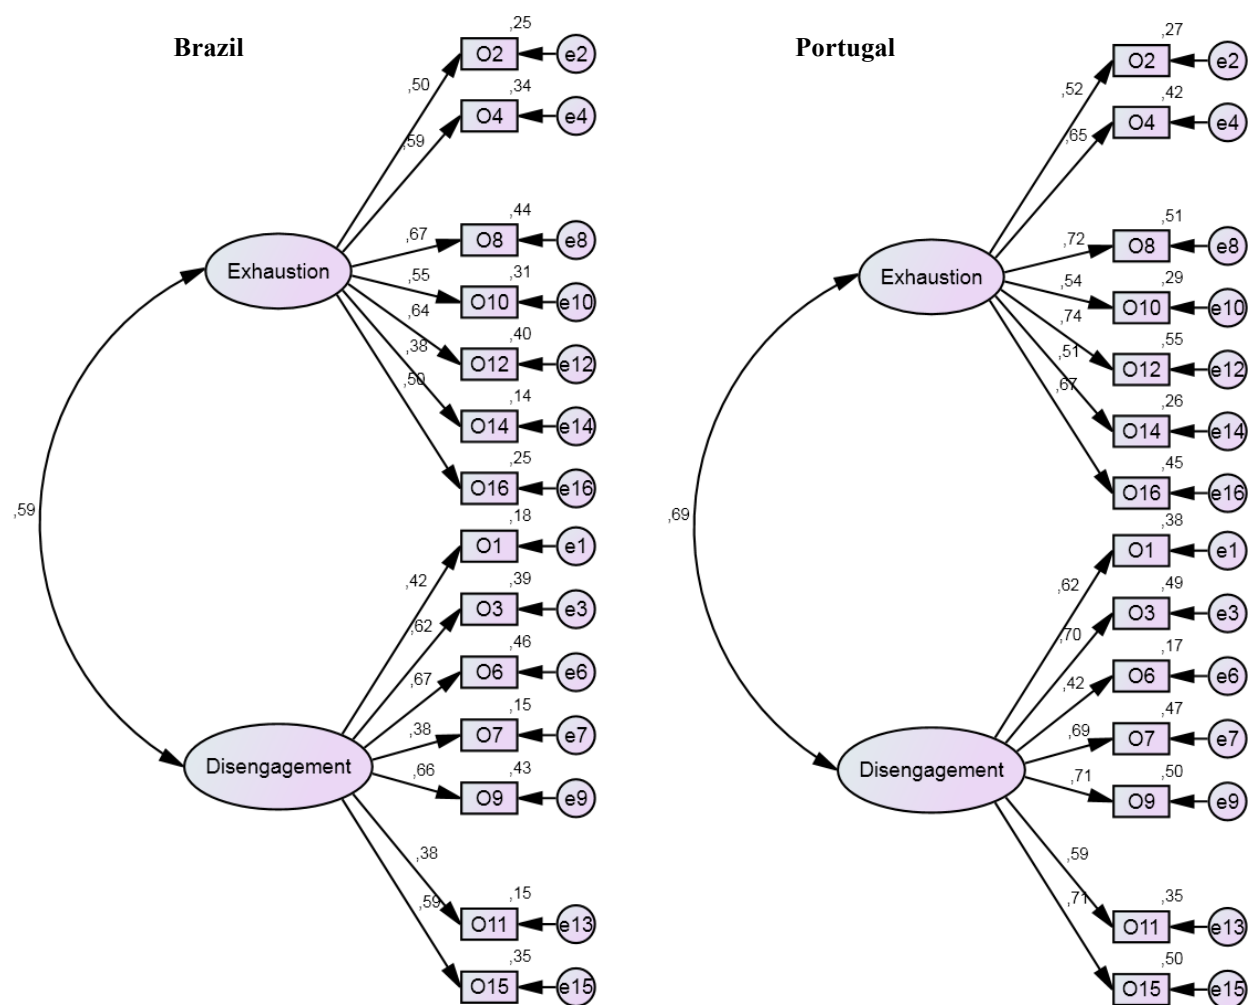 Brazil
,25
O2
e2
,50
,34
O4
e4
,59
,44
O8
e8
,67
Exhaustion
,31
O10
e10
,55
,40
O12
e12
,64
,14
O14
e14
,38
,25
O16
e16
,50
,59
,18
O1
e1
,42
,39
O3
e3
,62
,46
O6
e6
,67
,15
O7
e7
,38
Disengagement
,43
O9
e9
,66
,38
,15
O11
e13
,59
,35
O15
e15
Portugal
,27
O2
e2
,52
,42
O4
e4
,65
,51
O8
e8
,72
Exhaustion
,29
O10
e10
,54
,55
O12
e12
,74
,26
O14
e14
,51
,45
O16
e16
,67
,69
,38
O1
e1
,62
,49
O3
e3
,70
,17
O6
e6
,42
,47
O7
e7
,69
Disengagement
,50
O9
e9
,71
,59
,35
O11
e13
,71
,50
O15
e15